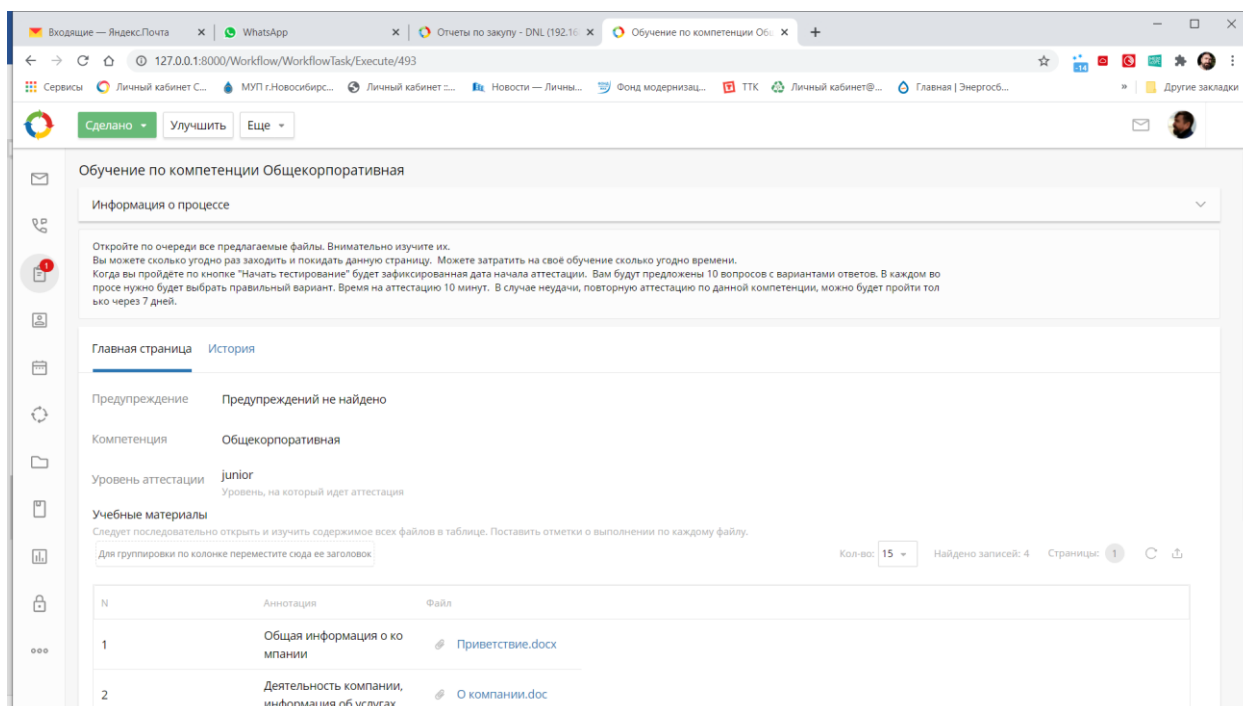 Входящие — Яндекс.Почта
WhatsApp
Отчеты по закупу - DNL (192.16
Обучение по компетенции Об
127.0.0.1:8000/Workflow/WorkflowTask/Execute/493
-14
Сервисы
Личный кабинет С...
МУП г.Новосибирс...
Личный кабинет ::...
Новости — Личны...
Фонд модернизац...
ТТК
Личный кабинет@...
Главная | Энергосб...
»
Другие закладки
Сделано
Улучшить
Еще
Обучение по компетенции Общекорпоративная
Информация о процессе
1
Откройте по очереди все предлагаемые файлы. Внимательно изучите их.
Вы можете сколько угодно раз заходить и покидать данную страницу. Можете затратить на своё обучение сколько угодно времени.
Когда вы пройдёте по кнопке "Начать тестирование" будет зафиксированная дата начала аттестации. Вам будут предложены 10 вопросов с вариантами ответов. В каждом во
просе нужно будет выбрать правильный вариант. Время на аттестацию 10 минут. В случае неудачи, повторную аттестацию по данной компетенции, можно будет пройти тол
ько через 7 дней.
Главная страница
История
Предупреждение
Предупреждений не найдено
Компетенция
Общекорпоративная
Уровень аттестации
junior
Уровень, на который идет аттестация
Учебные материалы
Следует последовательно открыть и изучить содержимое всех файлов в таблице. Поставить отметки о выполнении по каждому файлу.
Для группировки по колонке переместите сюда ее заголовок
Кол-во: 15
Найдено записей: 4
Страницы: 1
N
Аннотация
Файл
1
Общая информация о ко
мпании
Приветствие.docx
2
Деятельность компании,
информация об услугах
О компании.doc